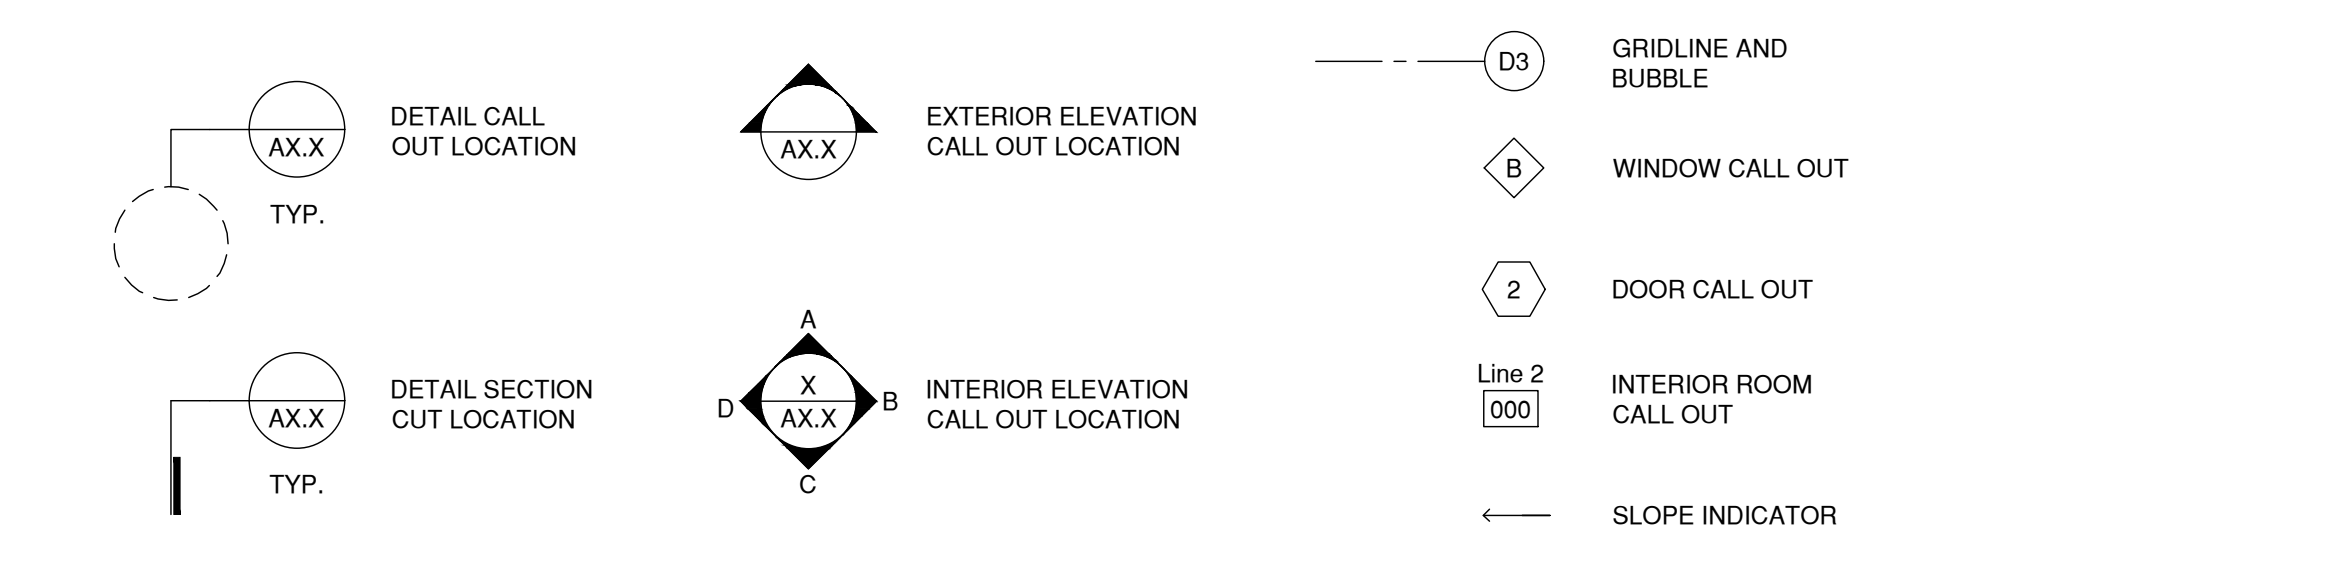 AX.X
DETAIL CALL
OUT LOCATION
TYP.
AX.X
DETAIL SECTION
CUT LOCATION
TYP.
AX.X
EXTERIOR ELEVATION
CALL OUT LOCATION
A
D
X
AX.X
B
C
INTERIOR ELEVATION
CALL OUT LOCATION
D3
GRIDLINE AND
BUBBLE
B
WINDOW CALL OUT
2
DOOR CALL OUT
Line 2
000
INTERIOR ROOM
CALL OUT
SLOPE INDICATOR